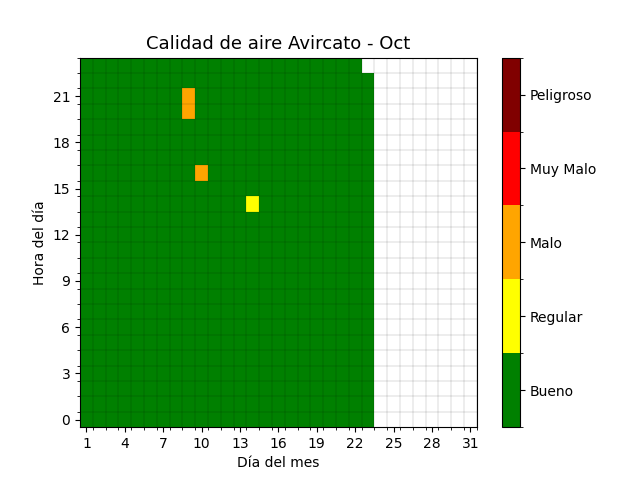 Calidad de aire Avircato - Oct
Hora del día
21
18
15
12
9
6
3
0
1 4 7 10 13 16 19 22 25 28 31
Día del mes
Peligroso
Muy Malo
Malo
Regular
Bueno